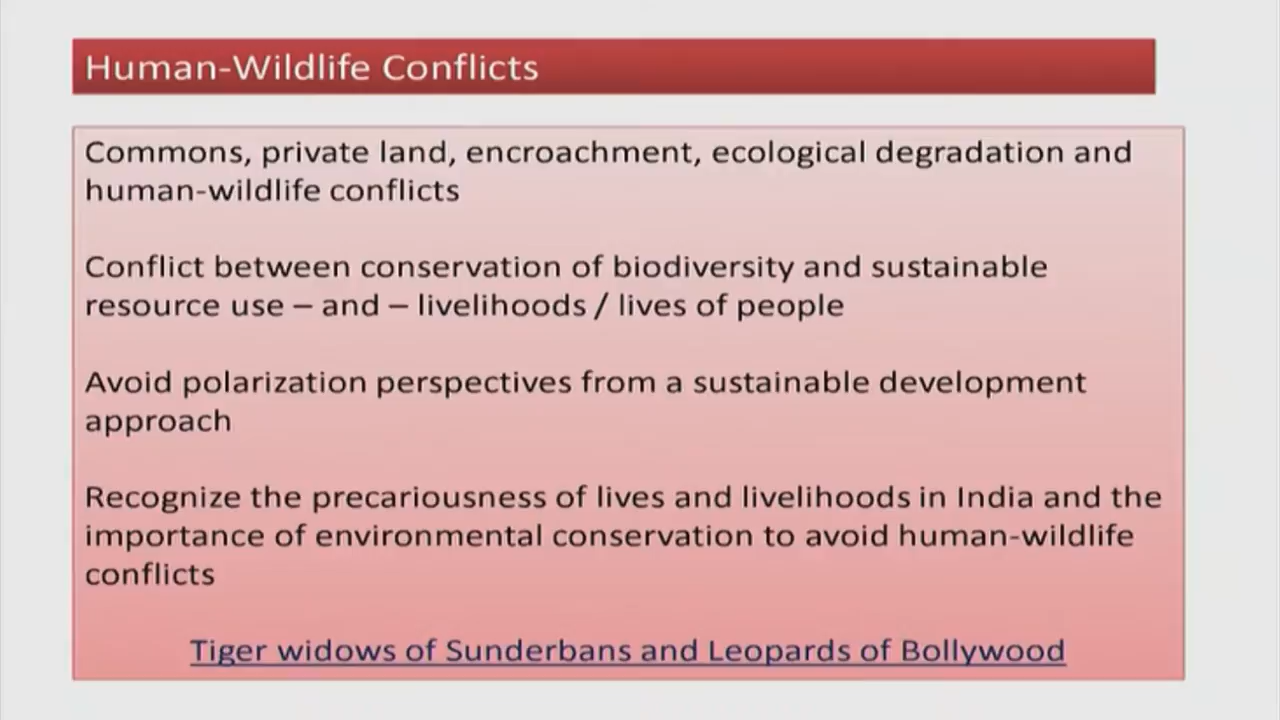 Human-Wildlife Conflicts
Commons, private land, encroachment, ecological degradation and
human-wildlife conflicts
Conflict between conservation of biodiversity and sustainable
resource use – and – livelihoods / lives of people
Avoid polarization perspectives from a sustainable development
approach
Recognize the precariousness of lives and livelihoods in India and the
importance of environmental conservation to avoid human-wildlife
conflicts
Tiger widows of Sunderbans and Leopards of Bollywood